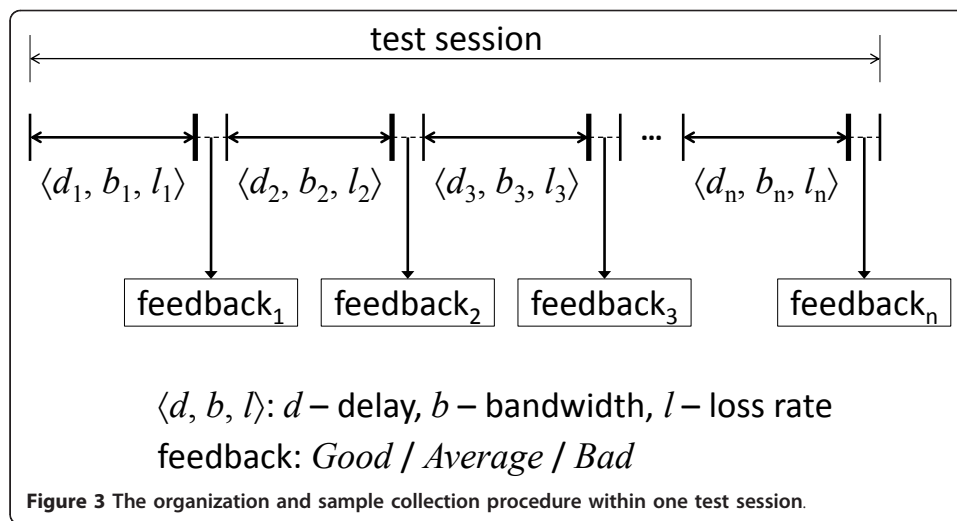 test session
...
⟨d₁, b₁, l₁⟩ ⟨d₂, b₂, l₂⟩ ⟨d₃, b₃, l₃⟩ ⟨dₙ, bₙ, lₙ⟩
feedback₁ feedback₂ feedback₃ feedbackₙ
⟨d, b, l⟩: d – delay, b – bandwidth, l – loss rate
feedback: Good / Average / Bad
Figure 3 The organization and sample collection procedure within one test session.